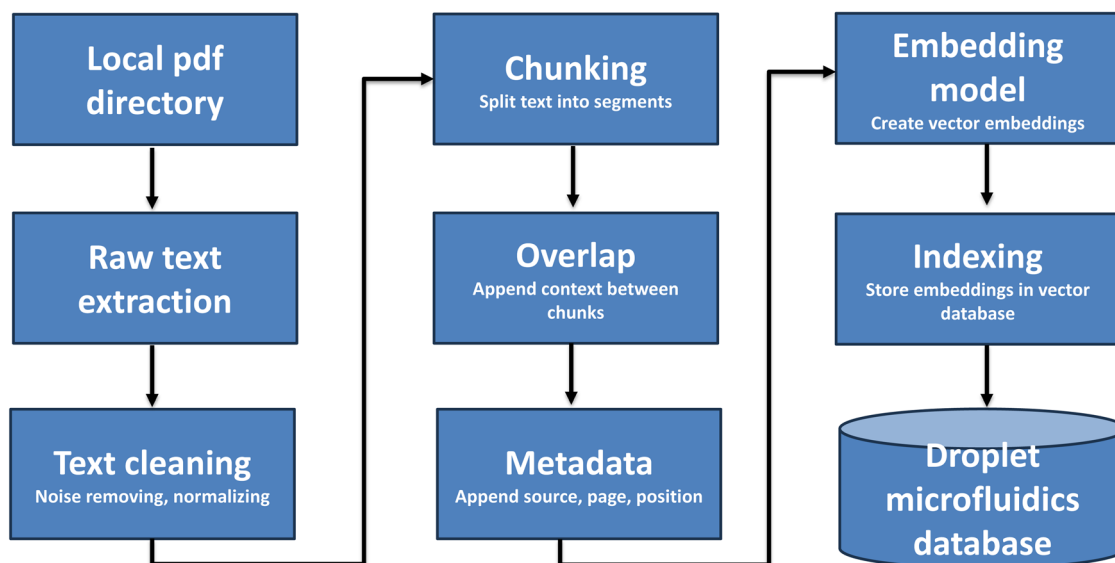 Local pdf
directory
Raw text
extraction
Text cleaning
Noise removing, normalizing
Chunking
Split text into segments
Overlap
Append context between
chunks
Metadata
Append source, page, position
Embedding
model
Create vector embeddings
Indexing
Store embeddings in vector
database
Droplet
microfluidics
database